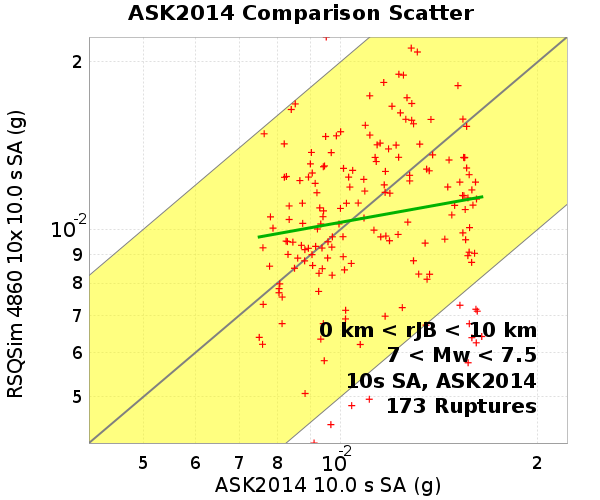 ASK2014 Comparison Scatter
RSQSim 4860 10x 10.0 s SA (g)
2
10-2
9
8
7
6
5
0 km < rJB < 10 km
7 < Mw < 7.5
10s SA, ASK2014
173 Ruptures
5 6 7 8 10-2 2
ASK2014 10.0 s SA (g)